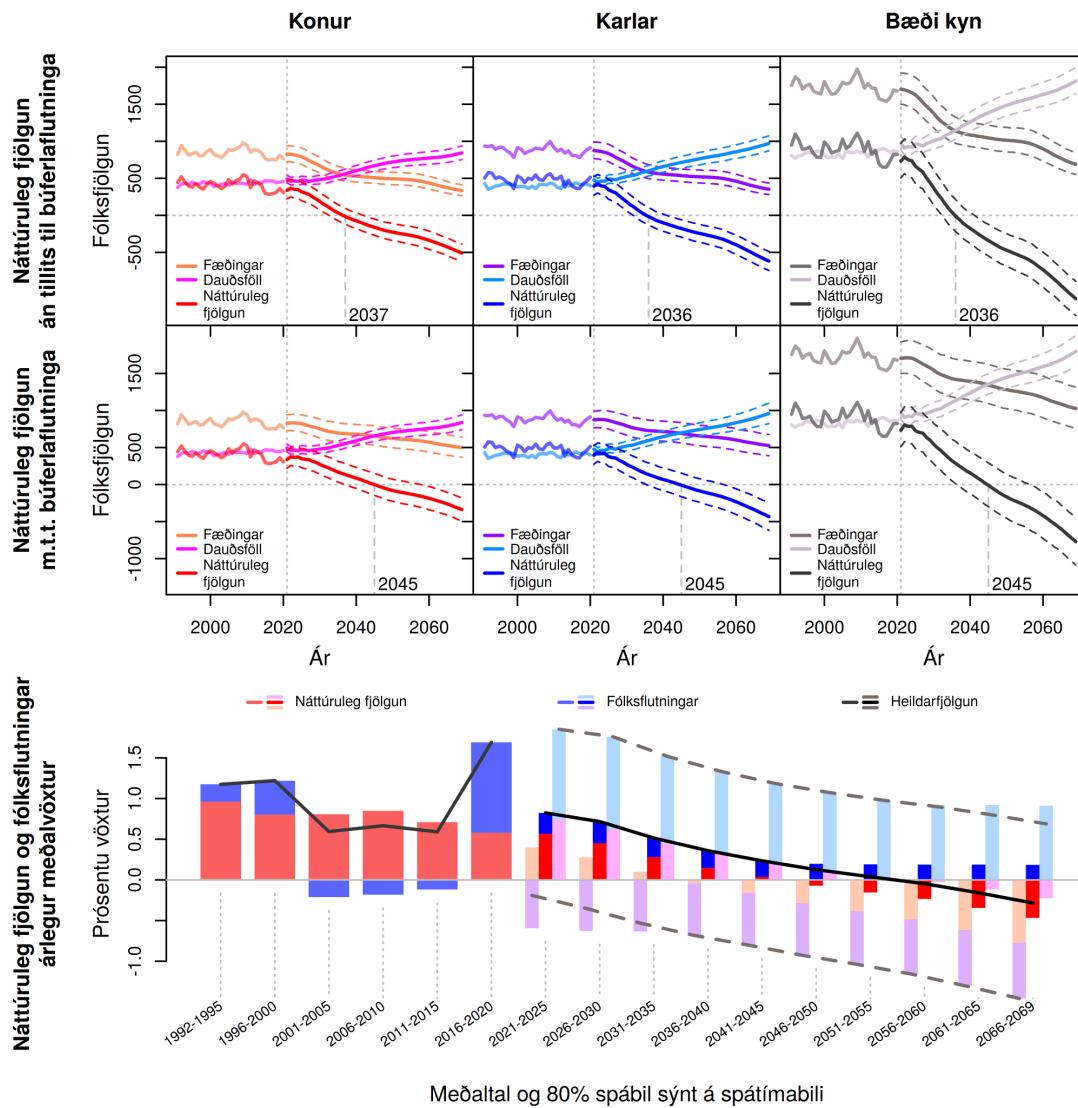 Konur
Karlar
Bæði kyn
Náttúruleg fjölgun
án tillits til búferlaflutninga
Fólksfjölgun
1500
500
-500
Fæðingar
Dauðsföll
Náttúruleg
fjölgun
2037
Fæðingar
Dauðsföll
Náttúruleg
fjölgun
2036
Fæðingar
Dauðsföll
Náttúruleg
fjölgun
2036
Náttúruleg fjölgun
m.t.t. búferlaflutninga
Fólksfjölgun
1500
500
0
-1000
Fæðingar
Dauðsföll
Náttúruleg
fjölgun
2045
Fæðingar
Dauðsföll
Náttúruleg
fjölgun
2045
Fæðingar
Dauðsföll
Náttúruleg
fjölgun
2045
2000 2020 2040 2060
2000 2020 2040 2060
2000 2020 2040 2060
Ár
Ár
Ár
Náttúruleg fjölgun og fólksflutningar
árlegur meðalvöxtur
Náttúruleg fjölgun
Fólksflutningar
Heildarfjölgun
Prósentu vöxtur
1.5
1.0
0.5
0.0
-1.0
1992-1995
1996-2000
2001-2005
2006-2010
2011-2015
2016-2020
2021-2025
2026-2030
2031-2035
2036-2040
2041-2045
2046-2050
2051-2055
2056-2060
2061-2065
2066-2069
Meðaltal og 80% spábil sýnt á spátímabili